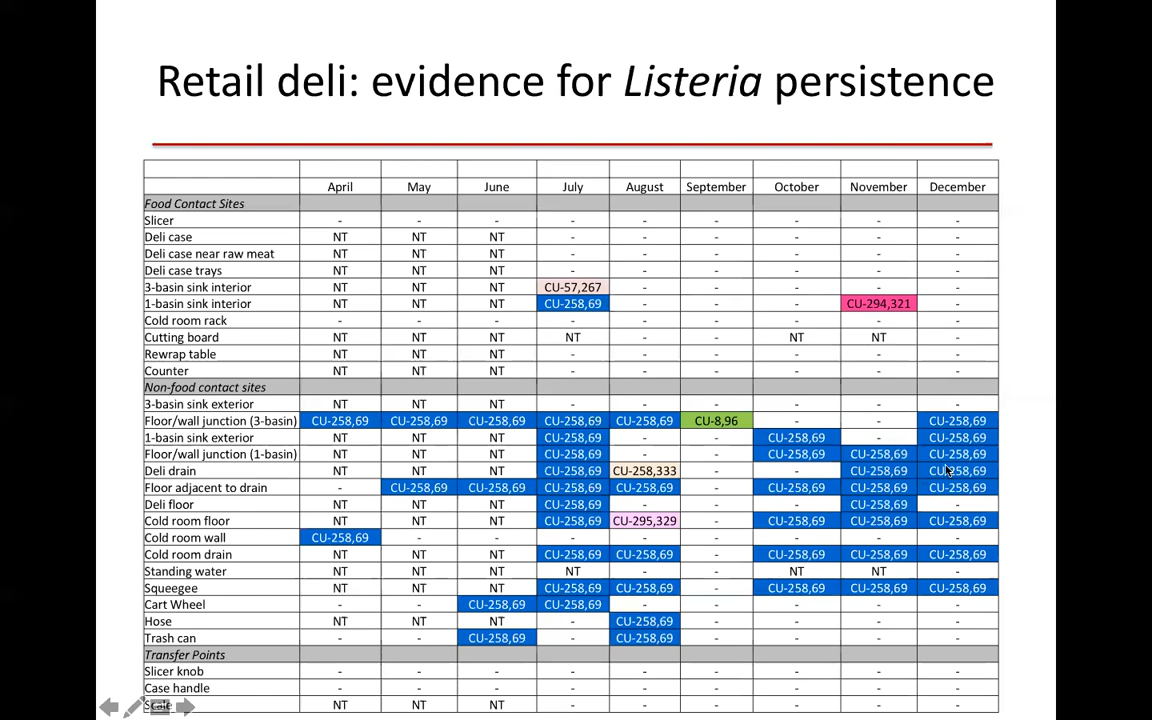 Retail deli: evidence for Listeria persistence
April May June July August September October November December
Food Contact Sites
Slicer - - - - - - - - -
Deli case NT NT NT - - - - - -
Deli case near raw meat NT NT NT - - - - - -
Deli case trays NT NT NT - - - - - -
3-basin sink interior NT NT NT CU-57,267 - - - - -
1-basin sink interior NT NT NT CU-258,69 - - - CU-294,321 -
Cold room rack - - - - - - - - -
Cutting board NT NT NT NT - - NT NT -
Rewrap table NT NT NT - - - - - -
Counter NT NT NT - - - - - -
Non-food contact sites
3-basin sink exterior NT NT NT - - - - - -
Floor/wall junction (3-basin) CU-258,69 CU-258,69 CU-258,69 CU-258,69 CU-258,69 CU-8,96 - - CU-258,69
1-basin sink exterior NT NT NT CU-258,69 - - CU-258,69 - CU-258,69
Floor/wall junction (1-basin) NT NT NT CU-258,69 - - CU-258,69 CU-258,69 CU-258,69
Deli drain NT NT NT CU-258,69 CU-258,333 - - CU-258,69 CU-258,69
Floor adjacent to drain - CU-258,69 CU-258,69 CU-258,69 CU-258,69 - CU-258,69 CU-258,69 CU-258,69
Deli floor NT NT NT CU-258,69 - - - CU-258,69 -
Cold room floor NT NT NT CU-258,69 CU-295,329 - CU-258,69 CU-258,69 CU-258,69
Cold room wall CU-258,69 - - - - - - - -
Cold room drain NT NT NT CU-258,69 CU-258,69 - CU-258,69 CU-258,69 CU-258,69
Standing water NT NT NT NT - - NT NT -
Squeegee NT NT NT CU-258,69 CU-258,69 - CU-258,69 CU-258,69 CU-258,69
Cart Wheel - - CU-258,69 CU-258,69 - - - - -
Hose NT NT NT - CU-258,69 - - - -
Trash can - - CU-258,69 - CU-258,69 - - - -
Transfer Points
Slicer knob - - - - - - - - -
Case handle - - - - - - - - -
Scale NT NT NT - - - - - -